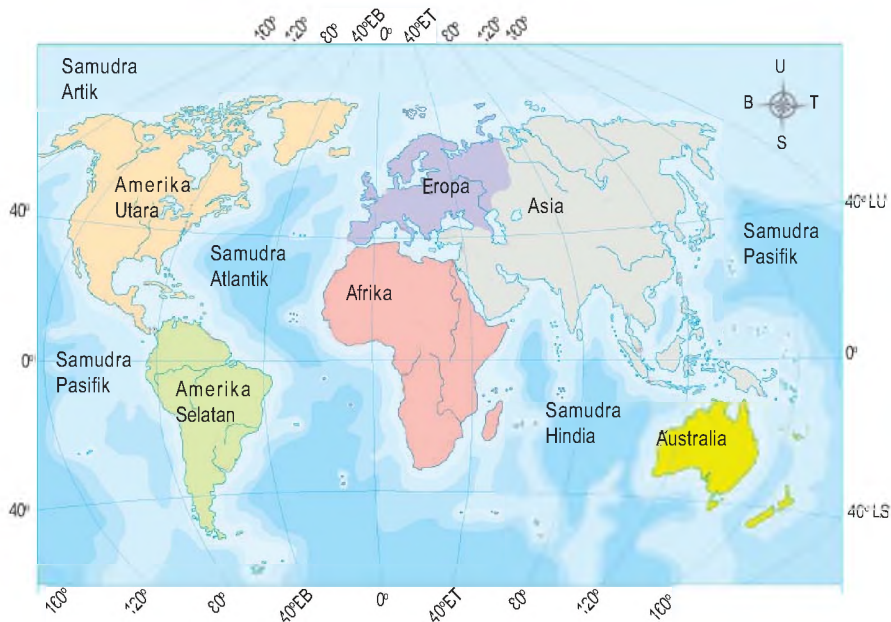 160°
120°
80°
40°EB
0°
40°ET
80°
120°
160°
Samudra
Artik
U
B
T
S
Amerika
Utara
Eropa
Asia
40°
40° LU
Samudra
Atlantik
Samudra
Pasifik
Afrika
0°
0°
Samudra
Pasifik
Amerika
Selatan
Samudra
Hindia
Australia
40°
40° LS
160°
120°
80°
40°EB
0°
40°ET
80°
120°
160°